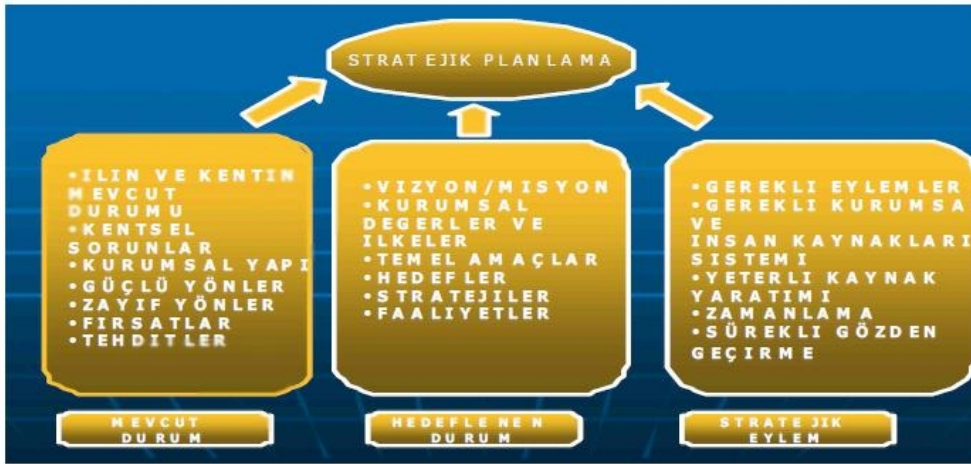 STRATEJIK PLANLAMA
•ILIN VE KENTIN
MEVCUT
DURUMU
•KENTSEL
SORUNLAR
•KURUMSAL YAPI
•GÜÇLÜ YÖNLER
•ZAYIF YÖNLER
•FIRSATLAR
•TEHDITLER
•VIZYON/MISYON
•KURUMSAL
DEGERLER VE
ILKELER
•TEMEL AMAÇLAR
•HEDEFLER
•STRATEJILER
•FAALIYETLER
•GEREKLI EYLEMLER
•GEREKLI KURUMSA
VE
INSAN KAYNAKLARI
SISTEMI
•YETERLI KAYNAK
YARATIMI
•ZAMANLAMA
•SÜREKLI GÖZDEN
GEÇIRME
MEVCUT
DURUM
HEDEFLENEN
DURUM
STRATEJIK
EYLEM